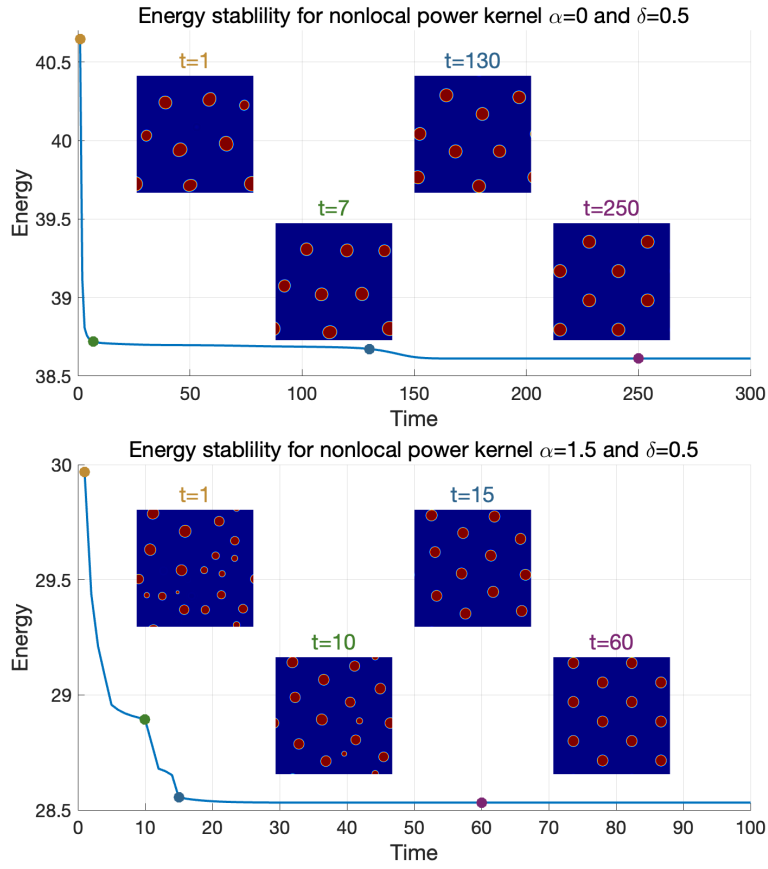 Energy stablility for nonlocal power kernel α=0 and δ=0.5
40.5
40
39.5
39
38.5
Energy
t=1
t=130
t=7
t=250
0
50
100
150
200
250
300
Time
Energy stablility for nonlocal power kernel α=1.5 and δ=0.5
30
29.5
29
28.5
Energy
t=1
t=15
t=10
t=60
0
10
20
30
40
50
60
70
80
90
100
Time